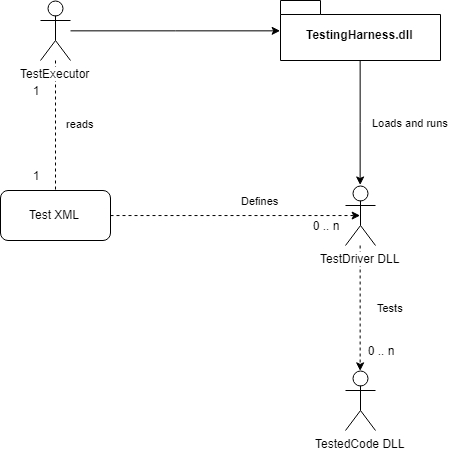 TestingHarness.dll
TestExecutor
1
reads
Loads and runs
1
Test XML
Defines
0 .. n
TestDriver DLL
Tests
0 .. n
TestedCode DLL